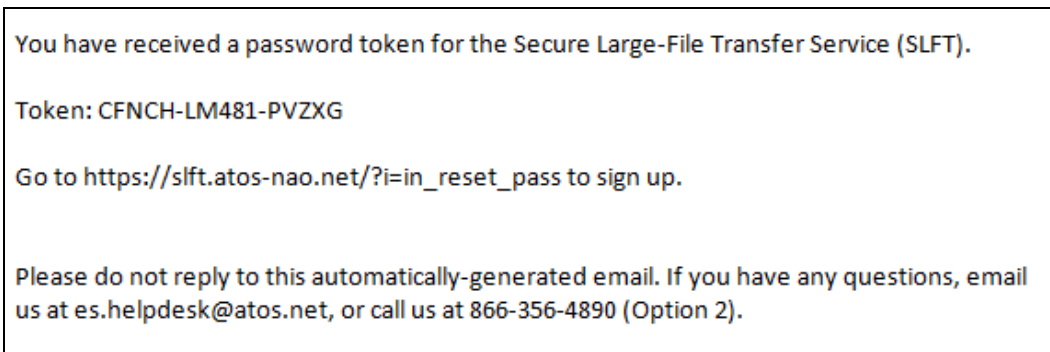 You have received a password token for the Secure Large-File Transfer Service (SLFT).
Token: CFNCH-LM481-PVZXG
Go to https://slft.atos-nao.net/?i=in_reset_pass to sign up.
Please do not reply to this automatically-generated email. If you have any questions, email
us at es.helpdesk@atos.net, or call us at 866-356-4890 (Option 2).